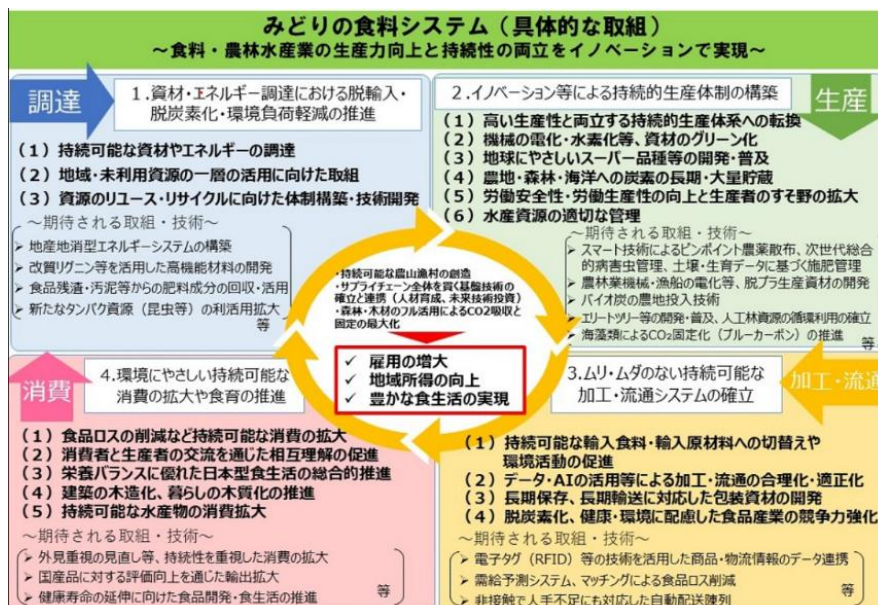 みどりの食料システム（具体的な取組）
～食料・農林水産業の生産力向上と持続性の両立をイノベーションで実現～
調達
1.資材・エネルギー調達における脱輸入・
脱炭素化・環境負荷軽減の推進
（１）持続可能な資材やエネルギーの調達
（２）地域・未利用資源の一層の活用に向けた取組
（３）資源のリユース・リサイクルに向けた体制構築・技術開発
～期待される取組・技術～
➢ 地産地消型エネルギーシステムの構築
➢ 改質リグニン等を活用した高機能材料の開発
➢ 食品残渣・汚泥等からの肥料成分の回収・活用
➢ 新たなタンパク資源（昆虫等）の利活用拡大
等
2.イノベーション等による持続的生産体制の構築
生産
（１）高い生産性と両立する持続的生産体系への転換
（２）機械の電化・水素化等、資材のグリーン化
（３）地球にやさしいスーパー品種等の開発・普及
（４）農地・森林・海洋への炭素の長期・大量貯蔵
（５）労働安全性・労働生産性の向上と生産者のすそ野の拡大
（６）水産資源の適切な管理
～期待される取組・技術～
➢ スマート技術によるピンポイント農薬散布、次世代総合
的病害虫管理、土壌・生育データに基づく施肥管理
➢ 農林業機械・漁船の電化等、脱プラ生産資材の開発
➢ バイオ炭の農地投入技術
➢ エリートツリー等の開発・普及、人工林資源の循環利用の確立
➢ 海藻類によるCO₂固定化（ブルーカーボン）の推進
等
・持続可能な農山漁村の創造
・サプライチェーン全体を貫く基盤技術の
確立と連携（人材育成、未来技術投資）
・森林・木材のフル活用によるCO2吸収と
固定の最大化
✓ 雇用の増大
✓ 地域所得の向上
✓ 豊かな食生活の実現
3.ムリ・ムダのない持続可能な
加工・流通システムの確立
加工・流通
（１）持続可能な輸入食料・輸入原材料への切替えや
環境活動の促進
（２）データ・AIの活用等による加工・流通の合理化・適正化
（３）長期保存、長期輸送に対応した包装資材の開発
（４）脱炭素化、健康・環境に配慮した食品産業の競争力強化
～期待される取組・技術～
➢ 電子タグ（RFID）等の技術を活用した商品・物流情報のデータ連携
➢ 需給予測システム、マッチングによる食品ロス削減
➢ 非接触で人手不足にも対応した自動配送陳列
等
消費
4.環境にやさしい持続可能な
消費の拡大や食育の推進
（１）食品ロスの削減など持続可能な消費の拡大
（２）消費者と生産者の交流を通じた相互理解の促進
（３）栄養バランスに優れた日本型食生活の総合的推進
（４）建築の木造化、暮らしの木質化の推進
（５）持続可能な水産物の消費拡大
～期待される取組・技術～
➢ 外見重視の見直し等、持続性を重視した消費の拡大
➢ 国産品に対する評価向上を通じた輸出拡大
➢ 健康寿命の延伸に向けた食品開発・食生活の推進
等